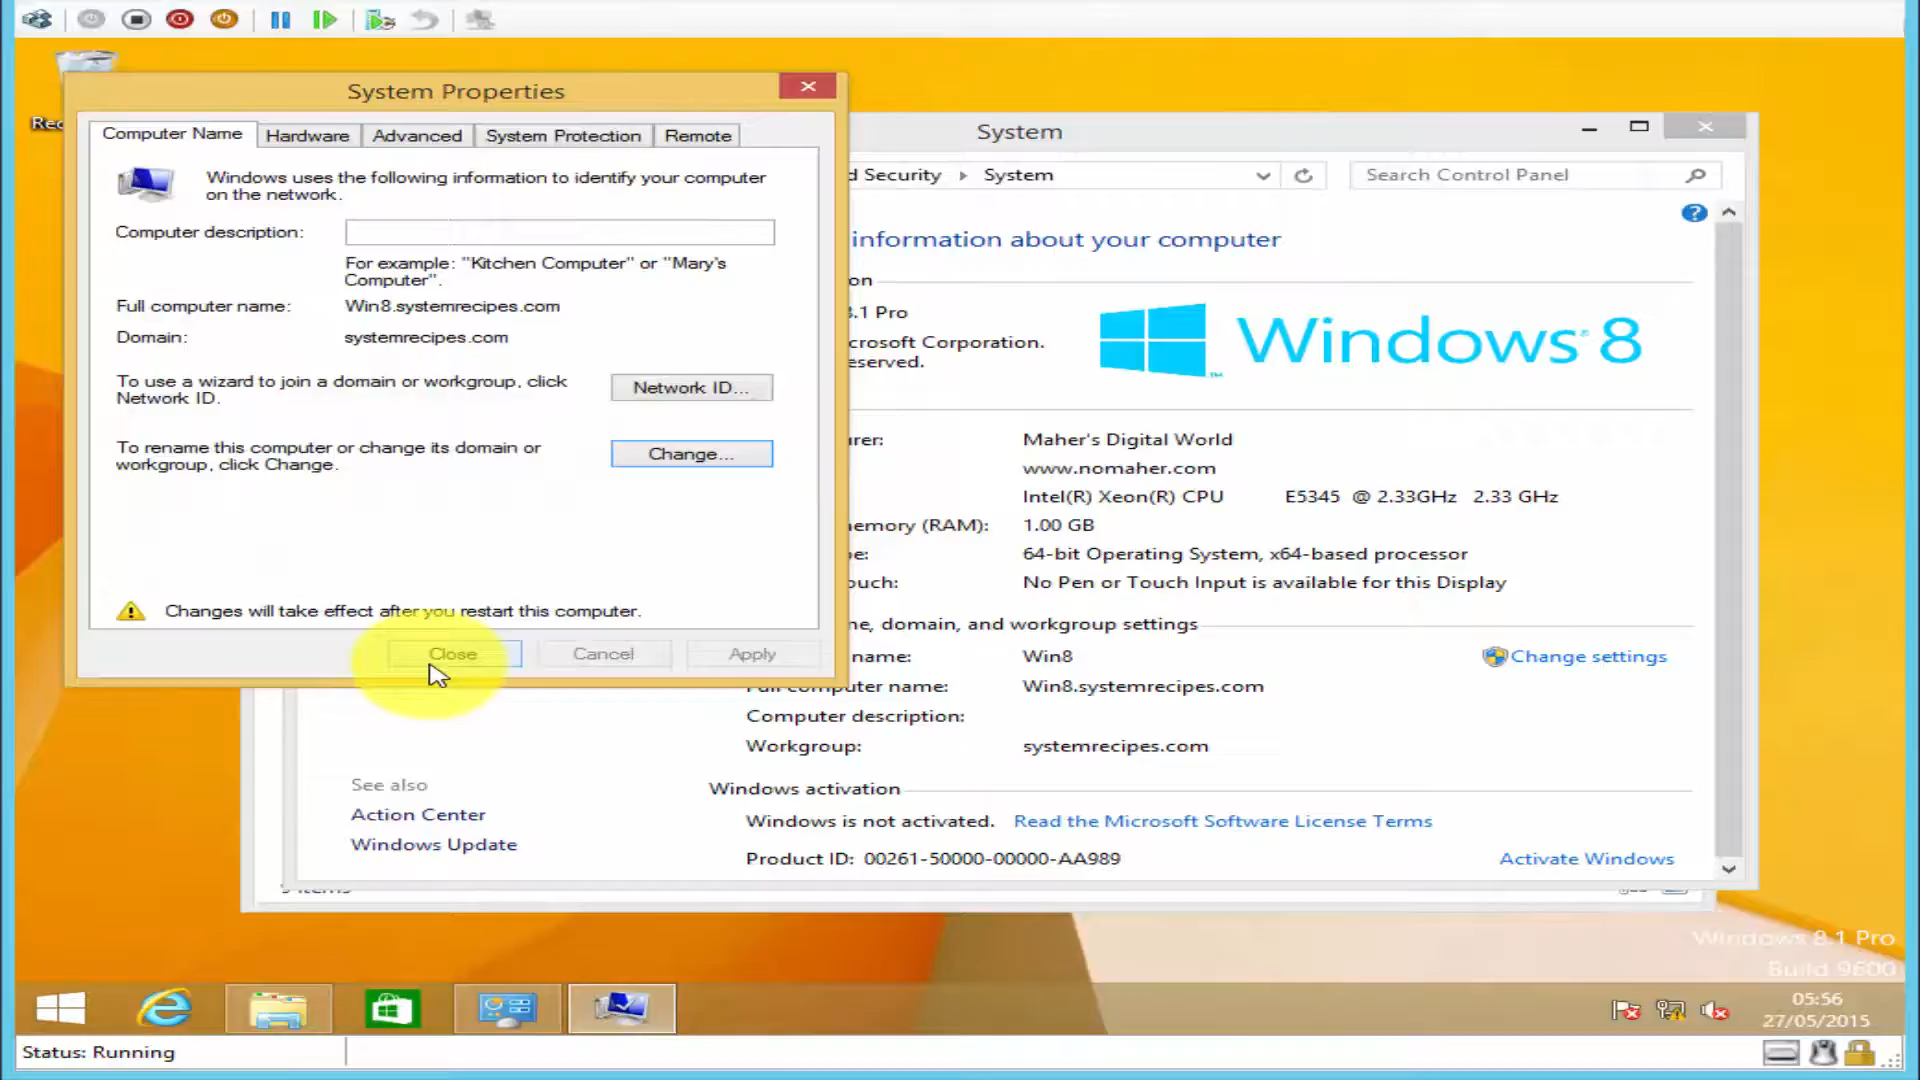 System Properties
Rec
Computer Name
Hardware
Advanced
System Protection
Remote
Windows uses the following information to identify your computer
on the network.
Computer description:
For example: "Kitchen Computer" or "Mary's
Computer".
Full computer name: Win8.systemrecipes.com
Domain: systemrecipes.com
To use a wizard to join a domain or workgroup, click
Network ID.
Network ID...
To rename this computer or change its domain or
workgroup, click Change.
Change...
Changes will take effect after you restart this computer.
Close
Cancel
Apply
System
d Security
System
Search Control Panel
information about your computer
on
8.1 Pro
crosoft Corporation.
eserved.
Windows 8
™
rer: Maher's Digital World
www.nomaher.com
Intel(R) Xeon(R) CPU E5345 @ 2.33GHz 2.33 GHz
emory (RAM): 1.00 GB
e: 64-bit Operating System, x64-based processor
ouch: No Pen or Touch Input is available for this Display
e, domain, and workgroup settings
name: Win8
Change settings
Full computer name: Win8.systemrecipes.com
Computer description:
Workgroup: systemrecipes.com
See also
Action Center
Windows Update
Windows activation
Windows is not activated. Read the Microsoft Software License Terms
Product ID: 00261-50000-00000-AA989
Activate Windows
Windows 8.1 Pro
Build 9600
05:56
27/05/2015
Status: Running